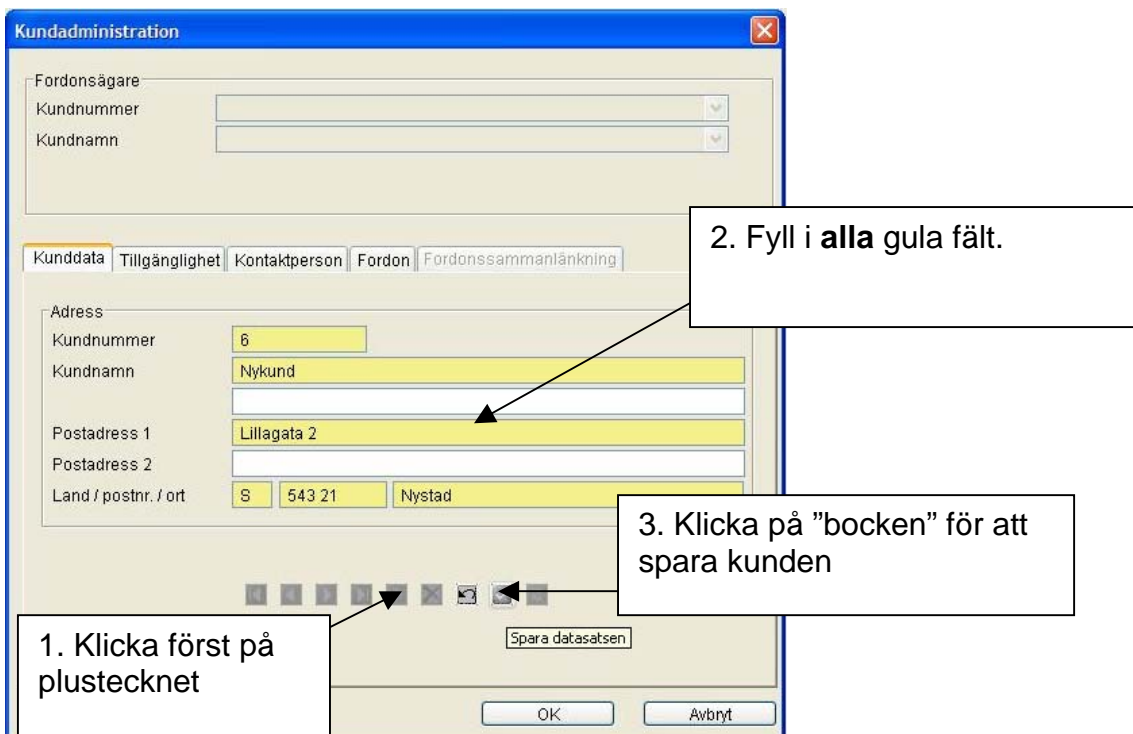 Kundadministration
Fordonsägare
Kundnummer
Kundnamn
2. Fyll i alla gula fält.
Kunddata Tillgänglighet Kontaktperson Fordon Fordonssammanlänkning
Adress
Kundnummer 6
Kundnamn Nykund
Postadress 1 Lillagata 2
Postadress 2
Land / postnr. / ort S 543 21 Nystad
3. Klicka på ”bocken” för att
spara kunden
Spara datasatsen
1. Klicka först på
plustecknet
OK Avbryt